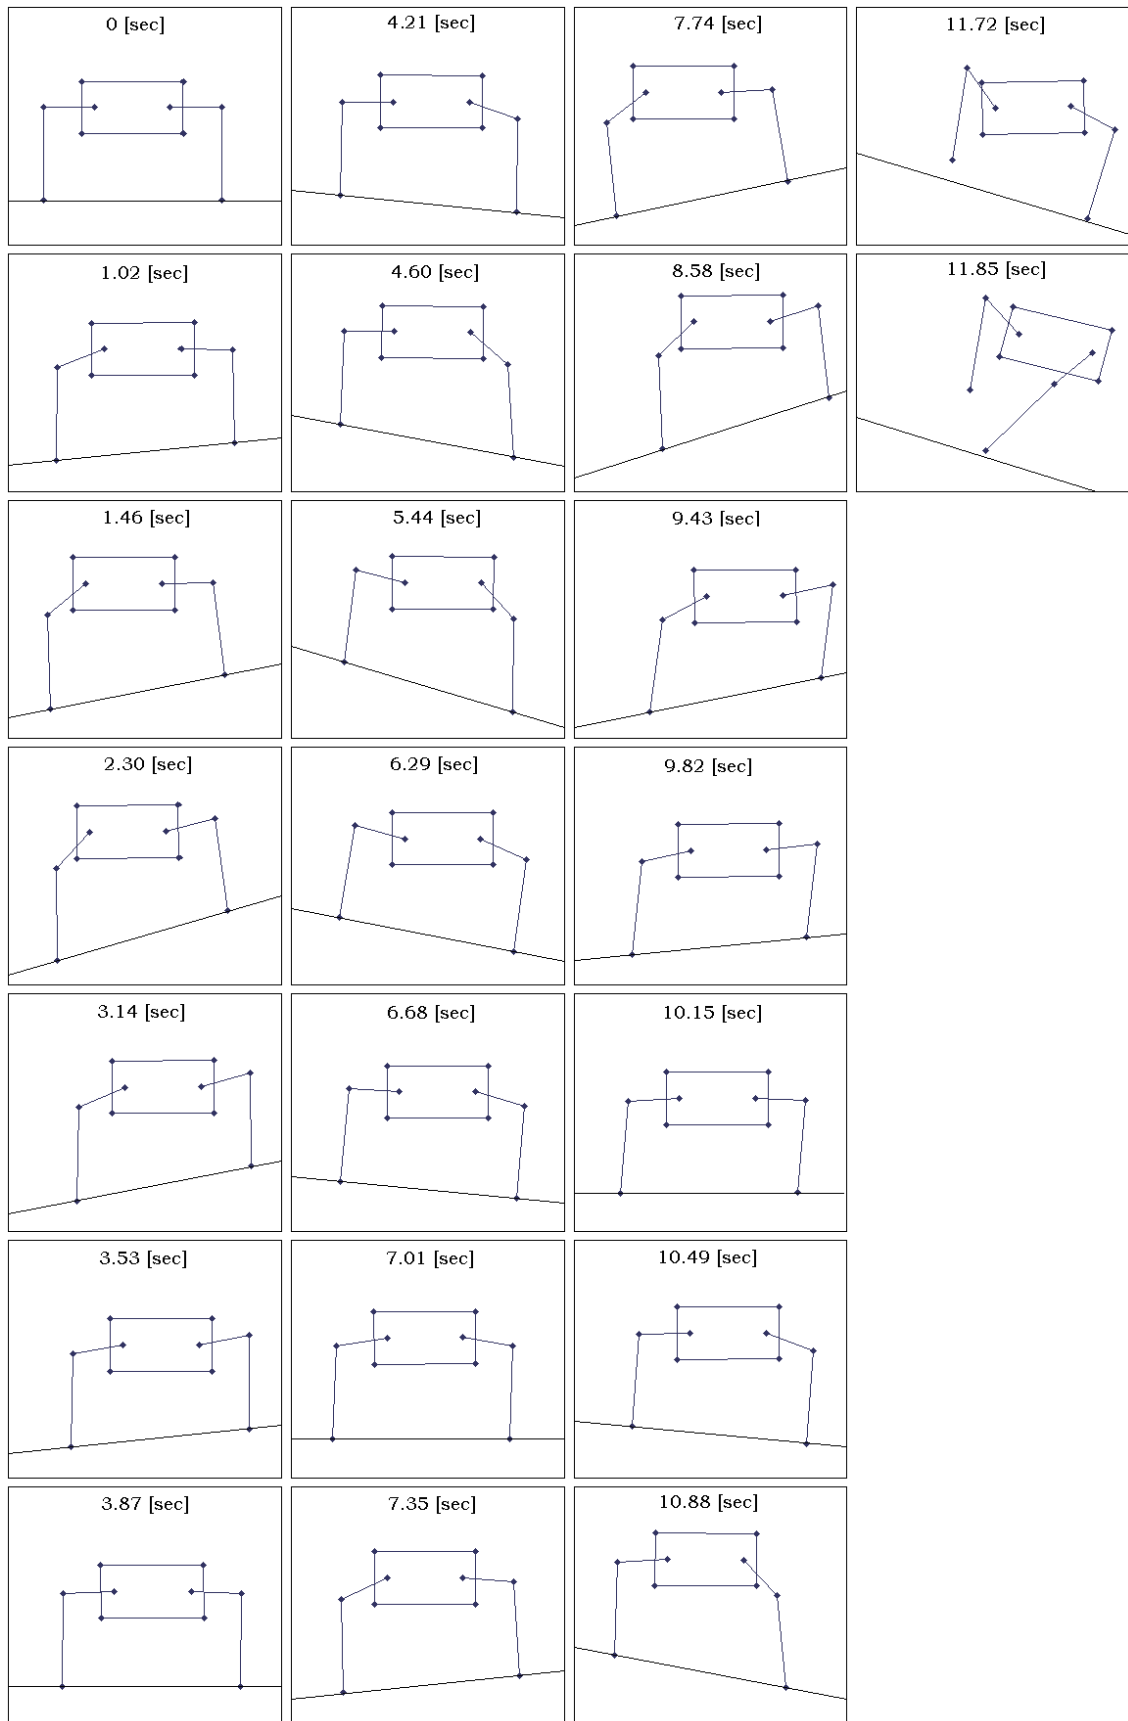 0 [sec]
1.02 [sec]
1.46 [sec]
2.30 [sec]
3.14 [sec]
3.53 [sec]
3.87 [sec]
4.21 [sec]
4.60 [sec]
5.44 [sec]
6.29 [sec]
6.68 [sec]
7.01 [sec]
7.35 [sec]
7.74 [sec]
8.58 [sec]
9.43 [sec]
9.82 [sec]
10.15 [sec]
10.49 [sec]
10.88 [sec]
11.72 [sec]
11.85 [sec]